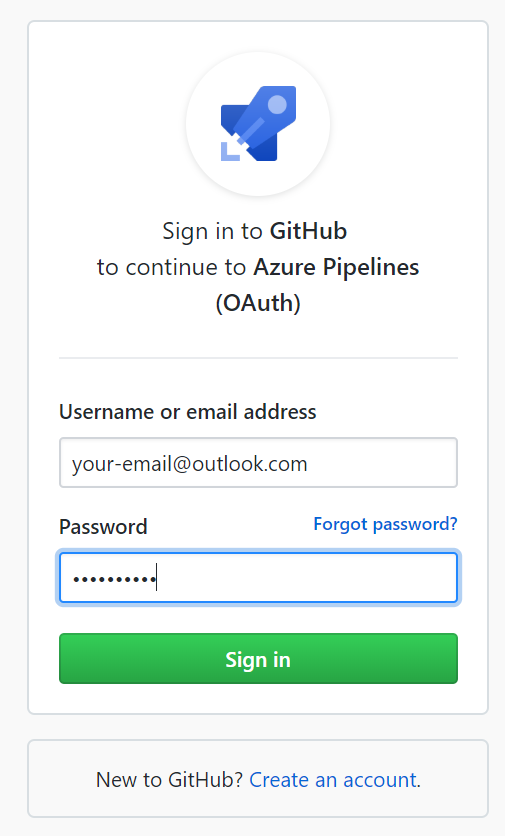 Sign in to GitHub
to continue to Azure Pipelines
(OAuth)
Username or email address
your-email@outlook.com
Password Forgot password?
••••••••••
Sign in
New to GitHub? Create an account.